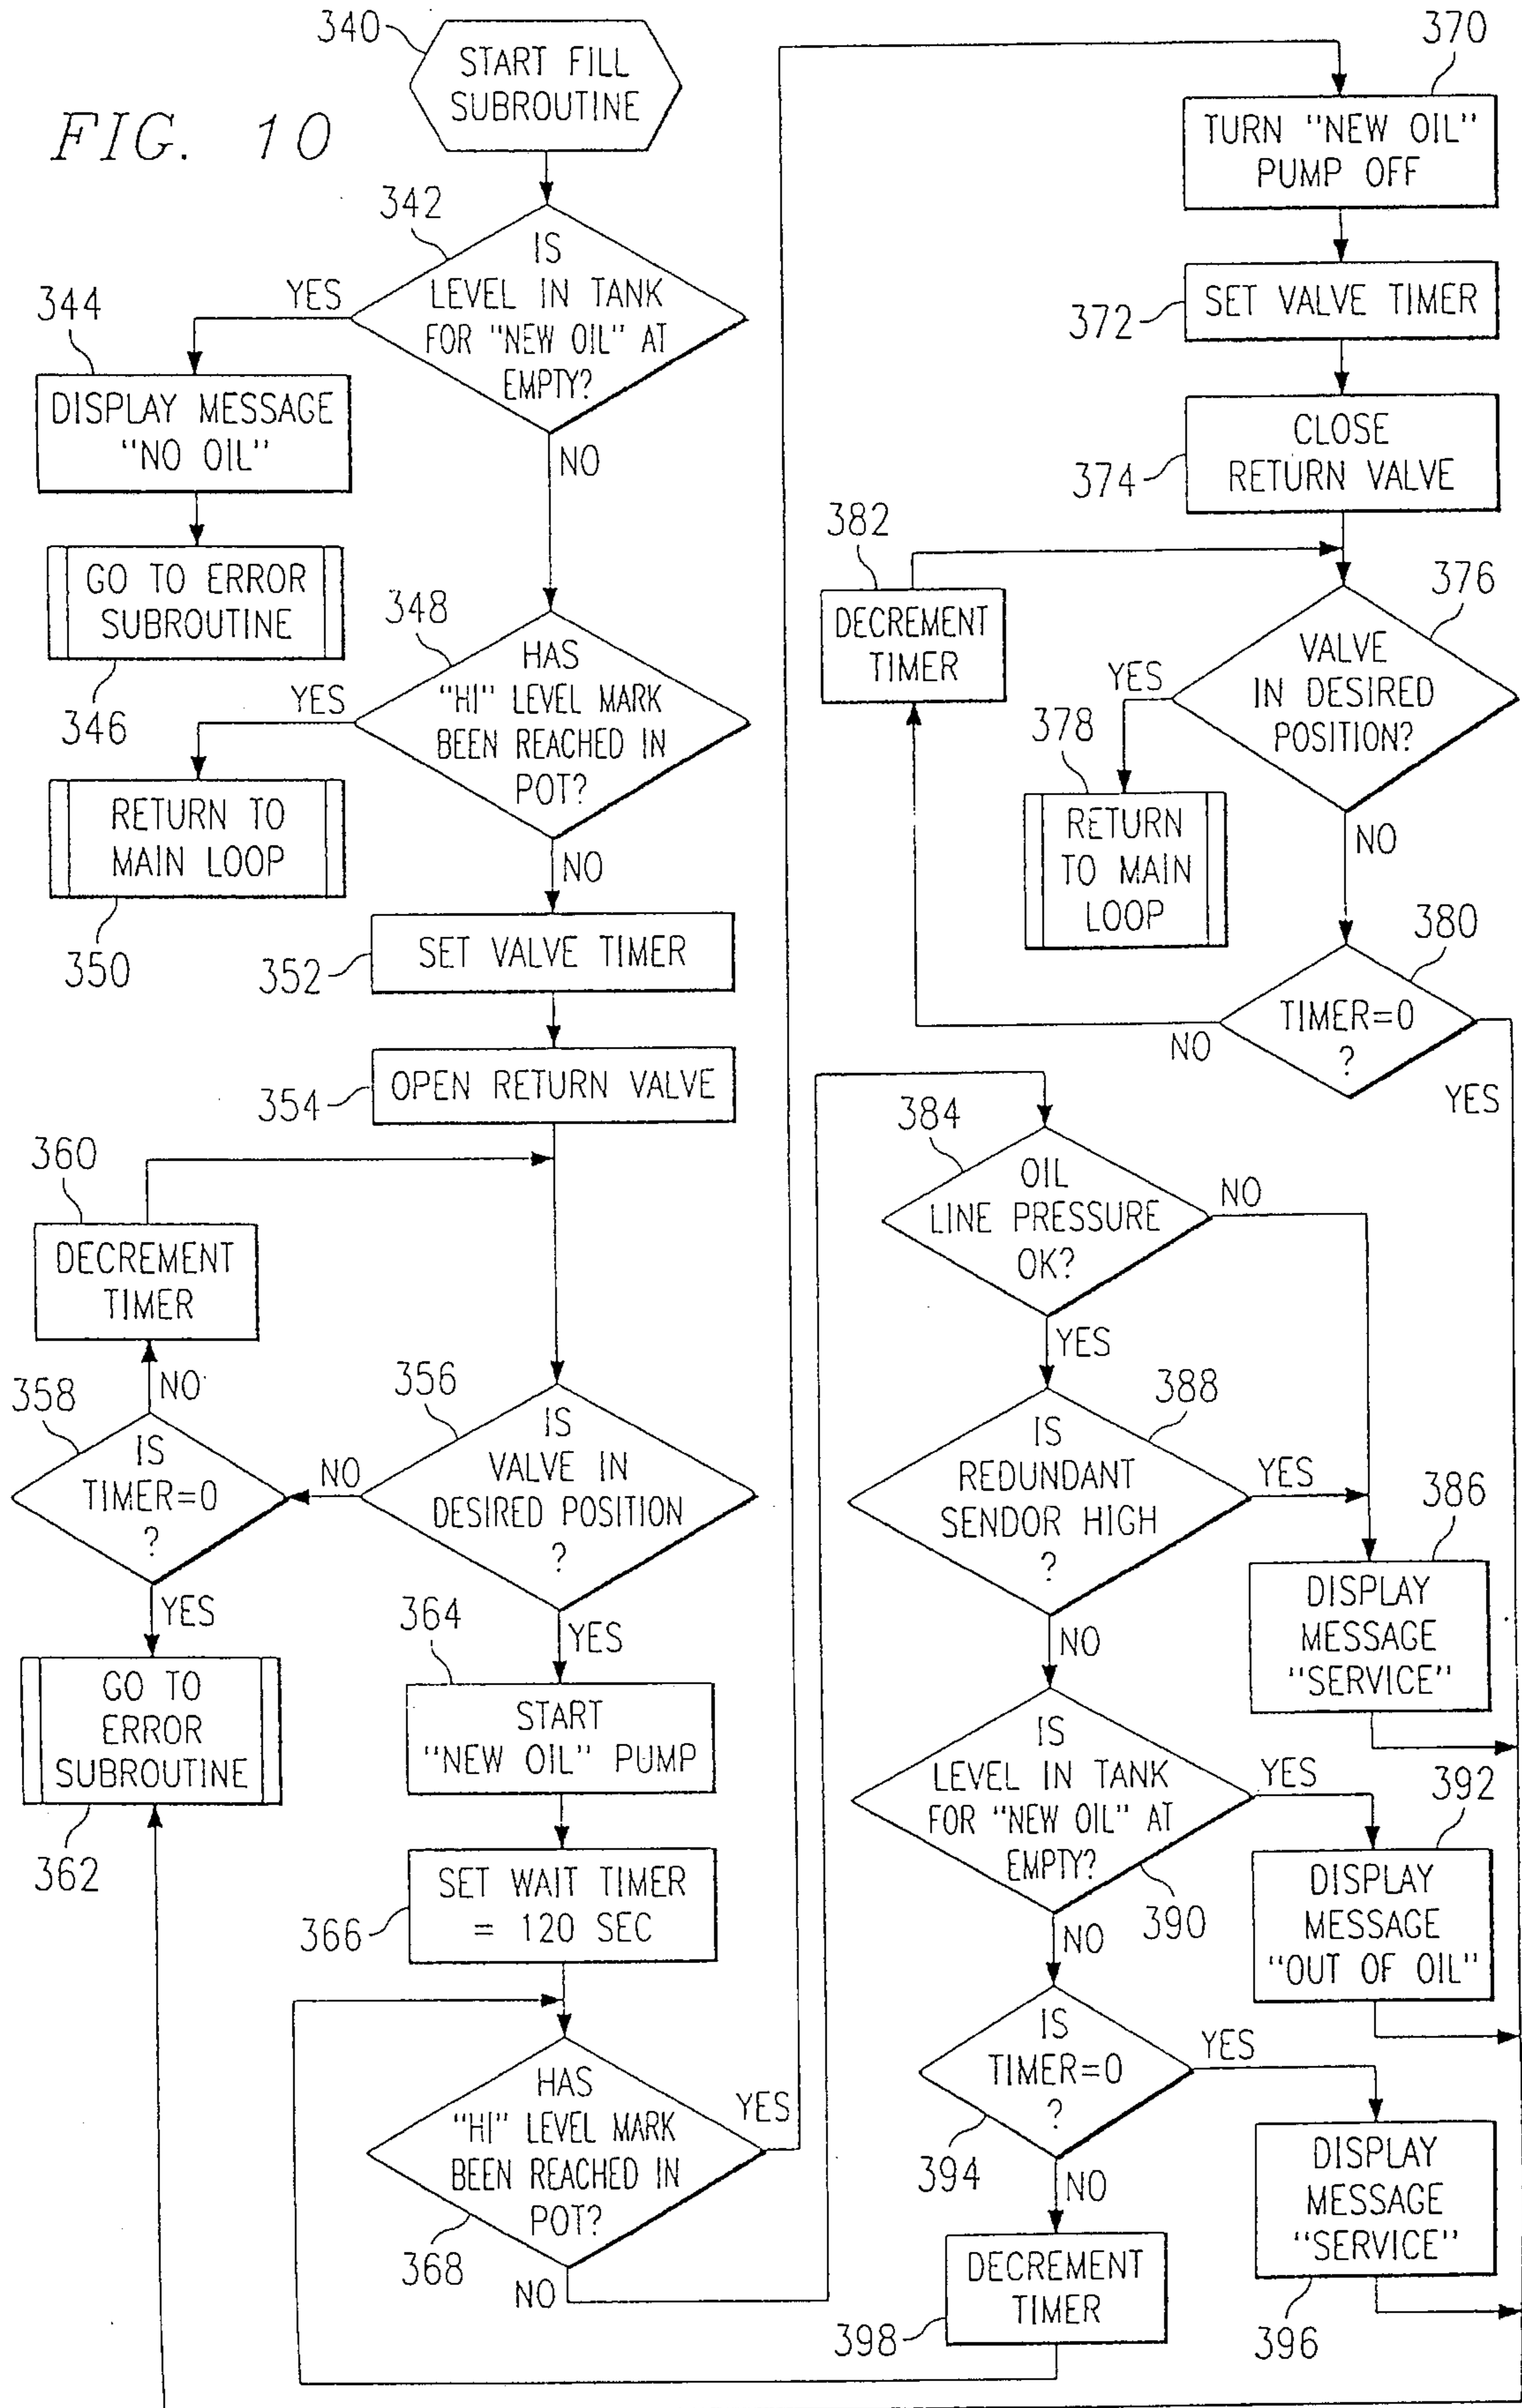 FIG. 10
340
START FILL
SUBROUTINE
342
IS
LEVEL IN TANK
FOR "NEW OIL" AT
EMPTY?
YES
NO
344
DISPLAY MESSAGE
"NO OIL"
GO TO ERROR
SUBROUTINE
346
348
HAS
"HI" LEVEL MARK
BEEN REACHED IN
POT?
YES
NO
RETURN TO
MAIN LOOP
350
352
SET VALVE TIMER
354
OPEN RETURN VALVE
360
DECREMENT
TIMER
356
IS
VALVE IN
DESIRED POSITION
?
NO
YES
358
IS
TIMER=0
?
NO
YES
GO TO
ERROR
SUBROUTINE
362
364
START
"NEW OIL" PUMP
366
SET WAIT TIMER
= 120 SEC
368
HAS
"HI" LEVEL MARK
BEEN REACHED IN
POT?
YES
NO
370
TURN "NEW OIL"
PUMP OFF
372
SET VALVE TIMER
374
CLOSE
RETURN VALVE
382
DECREMENT
TIMER
376
VALVE
IN DESIRED
POSITION?
YES
NO
378
RETURN
TO MAIN
LOOP
380
TIMER=0
?
NO
YES
384
OIL
LINE PRESSURE
OK?
NO
YES
388
IS
REDUNDANT
SENDOR HIGH
?
YES
NO
386
DISPLAY
MESSAGE
"SERVICE"
IS
LEVEL IN TANK
FOR "NEW OIL" AT
EMPTY?
390
YES
NO
392
DISPLAY
MESSAGE
"OUT OF OIL"
IS
TIMER=0
?
394
YES
NO
DISPLAY
MESSAGE
"SERVICE"
396
398
DECREMENT
TIMER